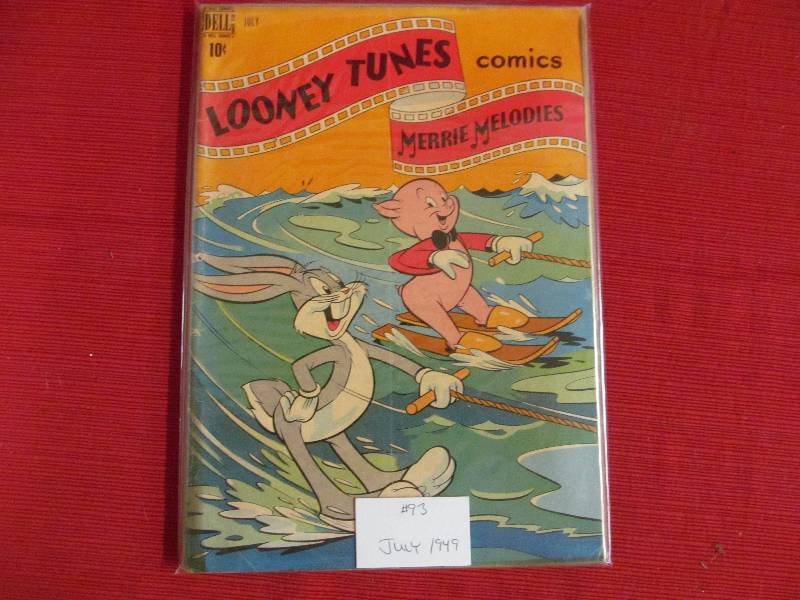 DELL
JULY
10¢
LOONEY TUNES comics
MERRIE MELODIES
#93
JULY 1949